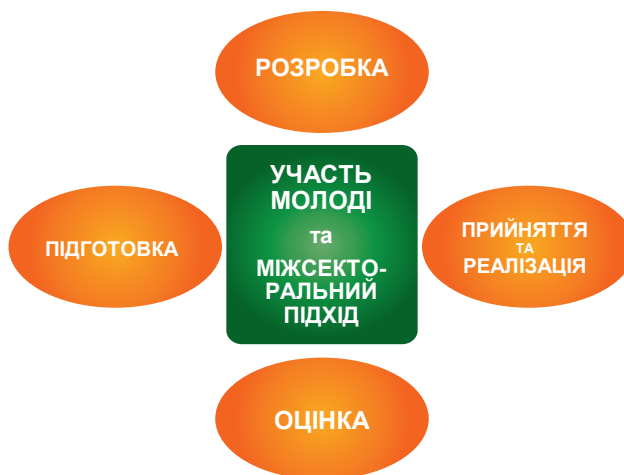 РОЗРОБКА
УЧАСТЬ
МОЛОДІ
та
МІЖСЕКТО-
РАЛЬНИЙ
ПІДХІД
ПІДГОТОВКА
ПРИЙНЯТТЯ
ТА
РЕАЛІЗАЦІЯ
ОЦІНКА